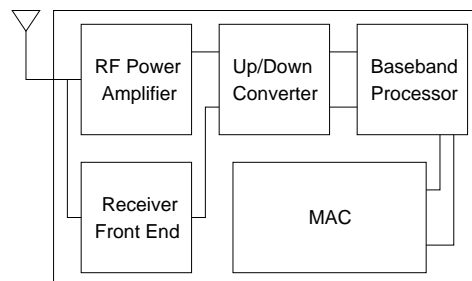 RF Power
Amplifier
Up/Down
Converter
Baseband
Processor
Receiver
Front End
MAC